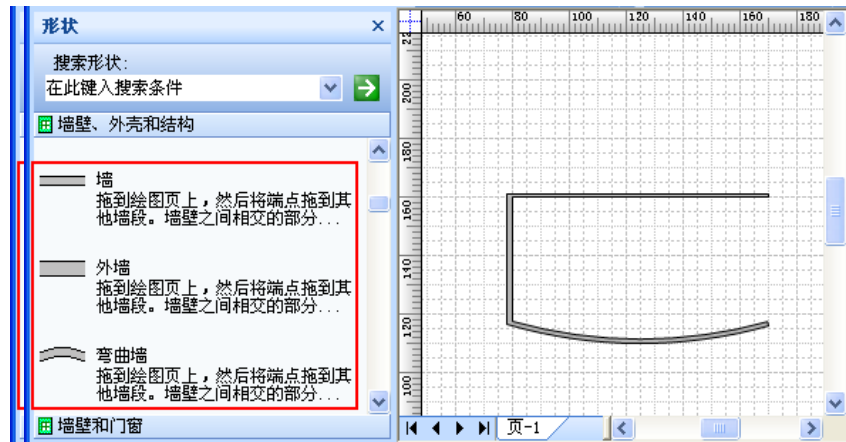 形状
×
搜索形状:
在此键入搜索条件
墙壁、外壳和结构
墙
拖到绘图页上，然后将端点拖到其
他墙段。墙壁之间相交的部分...
外墙
拖到绘图页上，然后将端点拖到其
他墙段。墙壁之间相交的部分...
弯曲墙
拖到绘图页上，然后将端点拖到其
他墙段。墙壁之间相交的部分...
墙壁和门窗
60 80 100 120 140 160 180
200
180
160
140
120
100
页-1